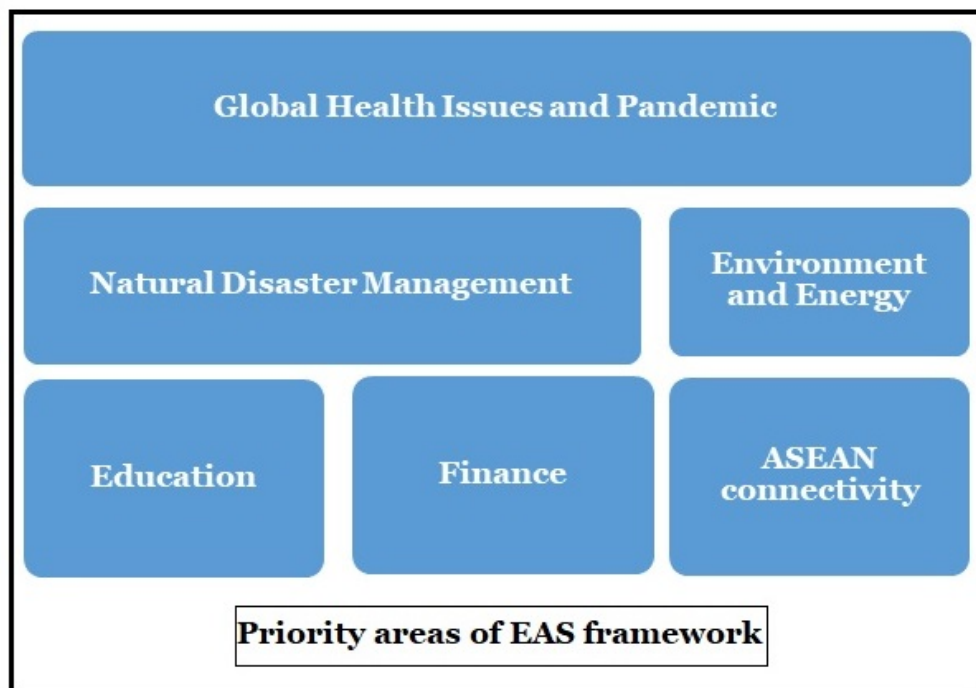 Global Health Issues and Pandemic
Natural Disaster Management
Environment
and Energy
Education
Finance
ASEAN
connectivity
Priority areas of EAS framework